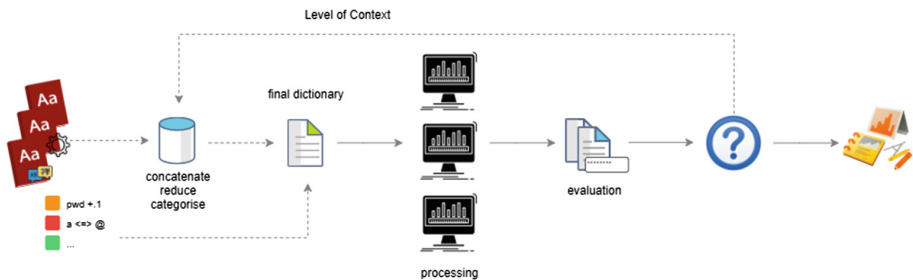 Level of Context
Aa
Aa
Aa
final dictionary
concatenate
reduce
categorise
pwd +.1
a <=> @
...
evaluation
processing